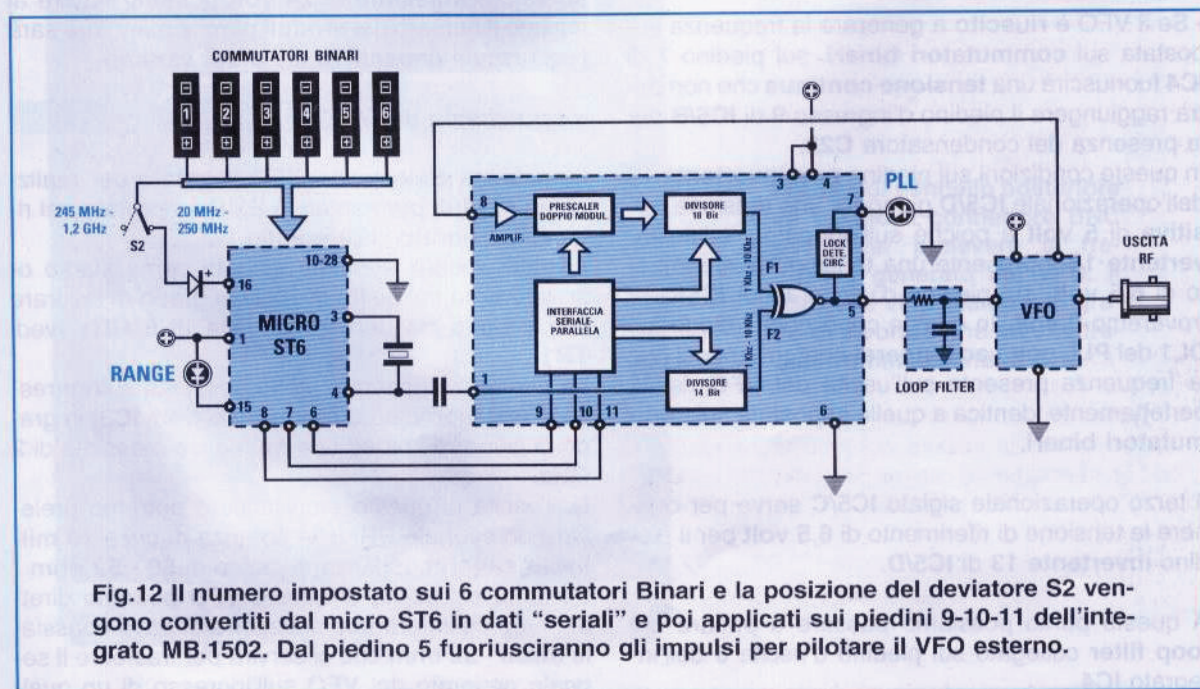 COMMUTATORI BINARI
1 2 3 4 5 6
245 MHz -
1,2 GHz
S2
20 MHz -
250 MHz
MICRO
ST6
16
1
RANGE
15
8 7 6
10-28
3
4
8
AMPLIF.
PRESCALER
DOPPIO MODUL.
DIVISORE
18 Bit
INTERFACCIA
SERIALE-
PARALLELA
DIVISORE
14 Bit
1 Khz - 10 Khz
1 Khz - 10 Khz
F1
F2
LOCK
DETE.
CIRC.
1
9 10 11
3 4
7
5
6
PLL
LOOP FILTER
VFO
USCITA
RF
Fig.12 Il numero impostato sui 6 commutatori Binari e la posizione del deviatore S2 ven-
gono convertiti dal micro ST6 in dati "seriali" e poi applicati sui piedini 9.10-11 dell'inte-
grato MB.1502. Dal piedino 5 fuoriusciranno gli impulsi per pilotare il VFO esterno.